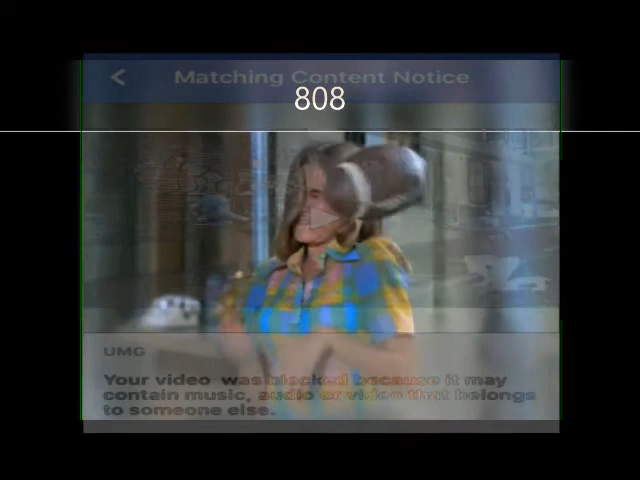 Matching Content Notice
808
UMG
Your video was blocked because it may
contain music, audio or video that belongs
to someone else.